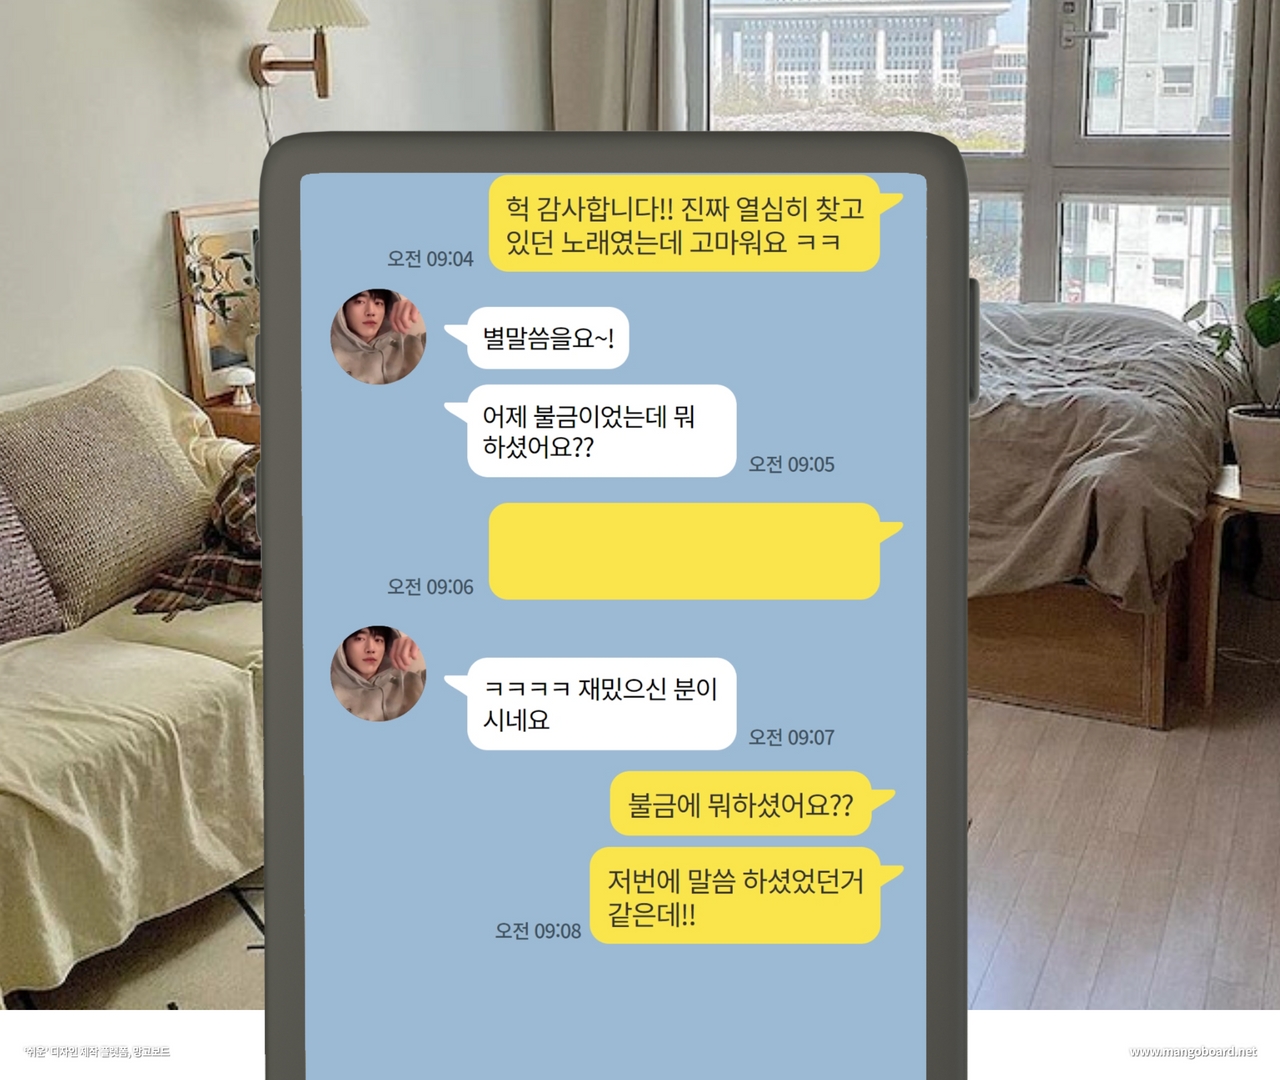 헉 감사합니다!! 진짜 열심히 찾고
있던 노래였는데 고마워요 ㅋㅋ
오전 09:04
별말씀을요~!
어제 불금이었는데 뭐
하셨어요??
오전 09:05
오전 09:06
ㅋㅋㅋㅋ 재밌으신 분이
시네요
오전 09:07
불금에 뭐하셨어요??
저번에 말씀 하셨었던거
같은데!!
오전 09:08
'쉬운' 디자인 제작 플랫폼, 망고보드
www.mangoboard.net